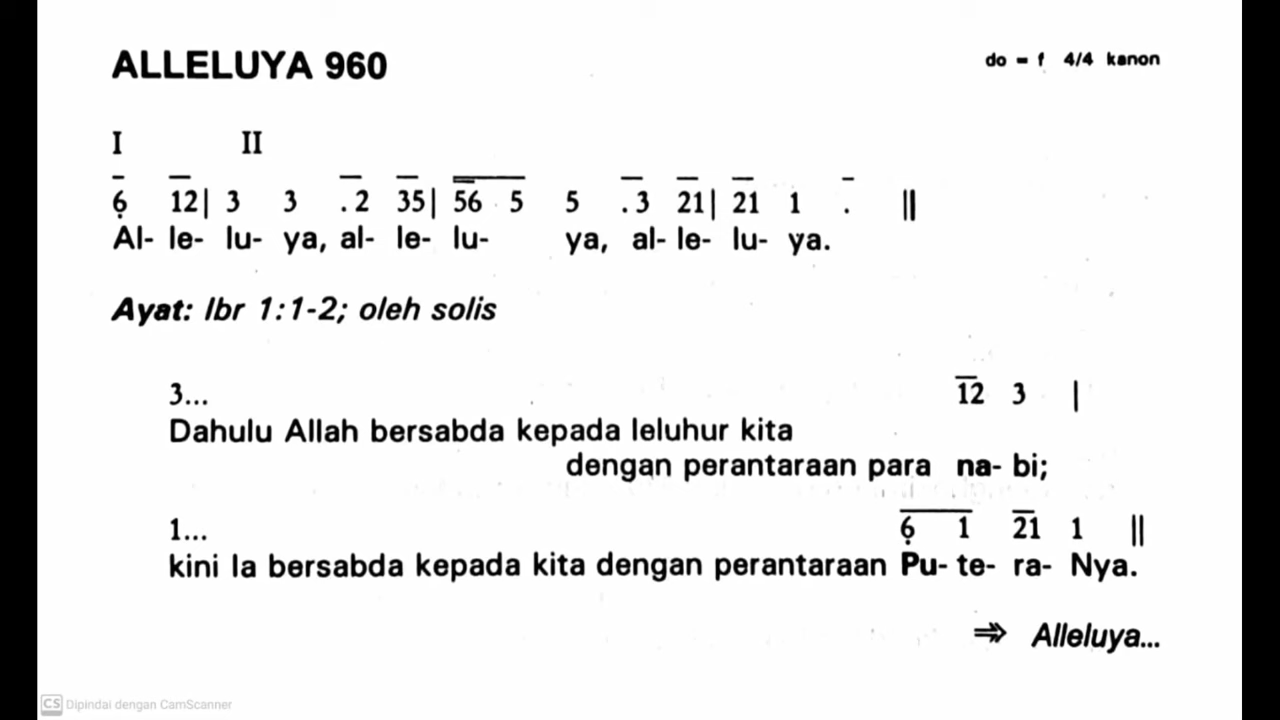 ALLELUYA 960
do = f 4/4 kanon
I II
6̣ 12| 3 3 .2 35| 56 5 5 .3 21| 21 1 . ||
Al- le- lu- ya, al- le- lu- ya, al- le- lu- ya.
Ayat: Ibr 1:1-2; oleh solis
3... 12 3 |
Dahulu Allah bersabda kepada leluhur kita
dengan perantaraan para na- bi;
1... 6̣ 1 21 1 ||
kini Ia bersabda kepada kita dengan perantaraan Pu- te- ra- Nya.
⇒ Alleluya...
CS Dipindai dengan CamScanner